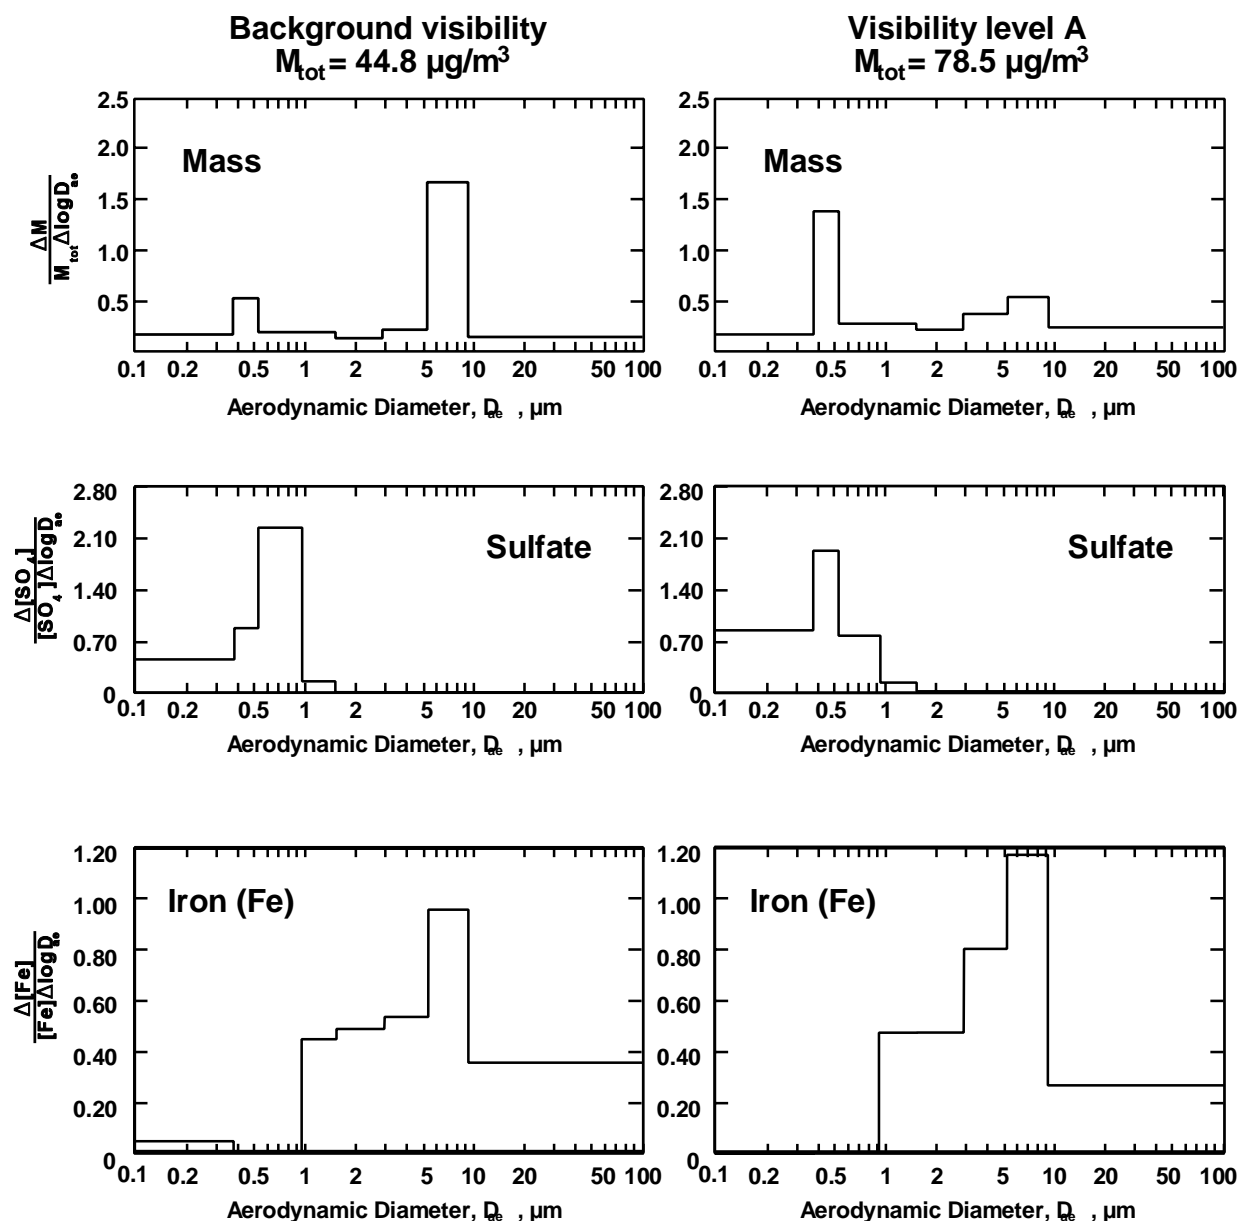 Background visibility
M_tot = 44.8 µg/m³
Visibility level A
M_tot = 78.5 µg/m³
ΔM
M_tot ΔlogD_ae
2.5
2.0
1.5
1.0
0.5
Mass
0.1 0.2 0.5 1 2 5 10 20 50 100
Aerodynamic Diameter, D_ae , µm
2.5
2.0
1.5
1.0
0.5
Mass
0.1 0.2 0.5 1 2 5 10 20 50 100
Aerodynamic Diameter, D_ae , µm
Δ[SO_4]
[SO_4]ΔlogD_ae
2.80
2.10
1.40
0.70
0
Sulfate
0.1 0.2 0.5 1 2 5 10 20 50 100
Aerodynamic Diameter, D_ae , µm
2.80
2.10
1.40
0.70
0
Sulfate
0.1 0.2 0.5 1 2 5 10 20 50 100
Aerodynamic Diameter, D_ae , µm
Δ[Fe]
[Fe]ΔlogD_ae
1.20
1.00
0.80
0.60
0.40
0.20
0
Iron (Fe)
0.1 0.2 0.5 1 2 5 10 20 50 100
Aerodynamic Diameter, D_ae , µm
1.20
1.00
0.80
0.60
0.40
0.20
0
Iron (Fe)
0.1 0.2 0.5 1 2 5 10 20 50 100
Aerodynamic Diameter, D_ae , µm